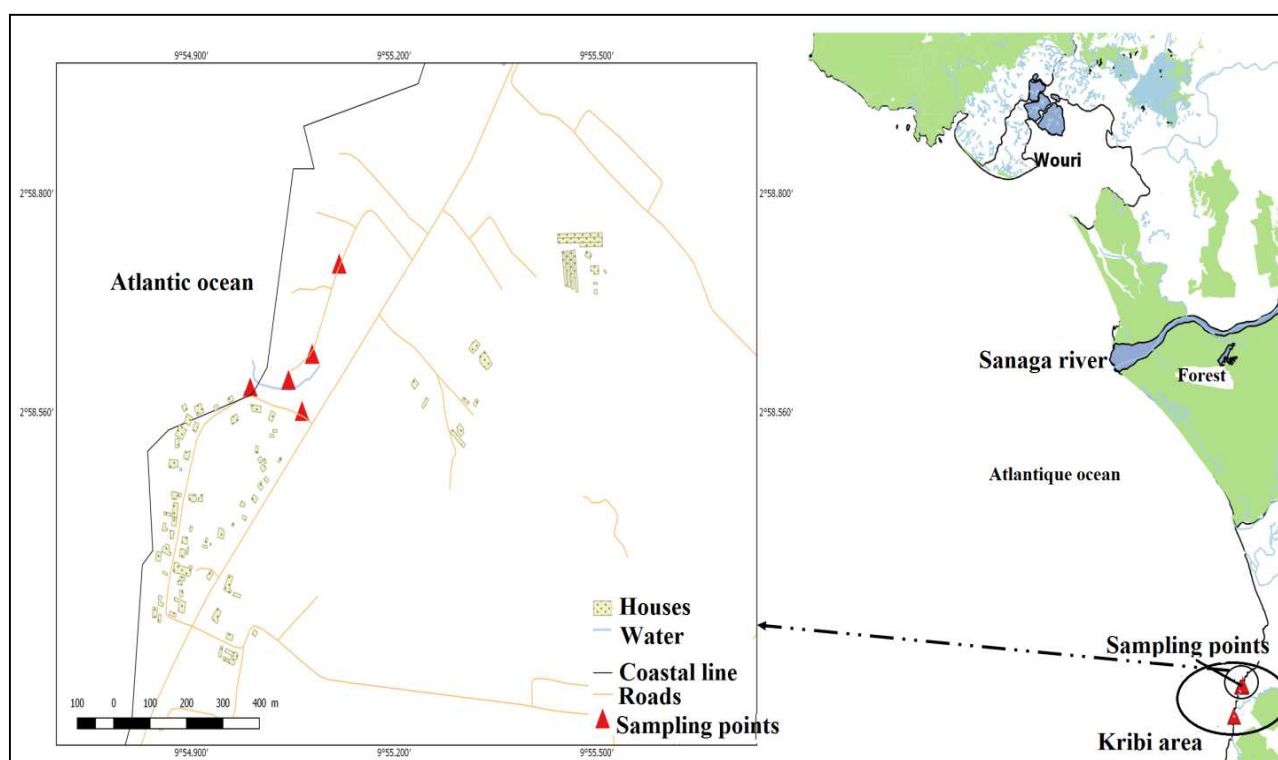 9°54.900'
9°55.200'
9°55.500'
2°58.800'
2°58.800'
Atlantic ocean
2°58.560'
2°58.560'
Houses
Water
Coastal line
Roads
Sampling points
100 0 100 200 300 400 m
9°54.900'
9°55.200'
9°55.500'
Wouri
Sanaga river
Forest
Atlantique ocean
Sampling points
Kribi area